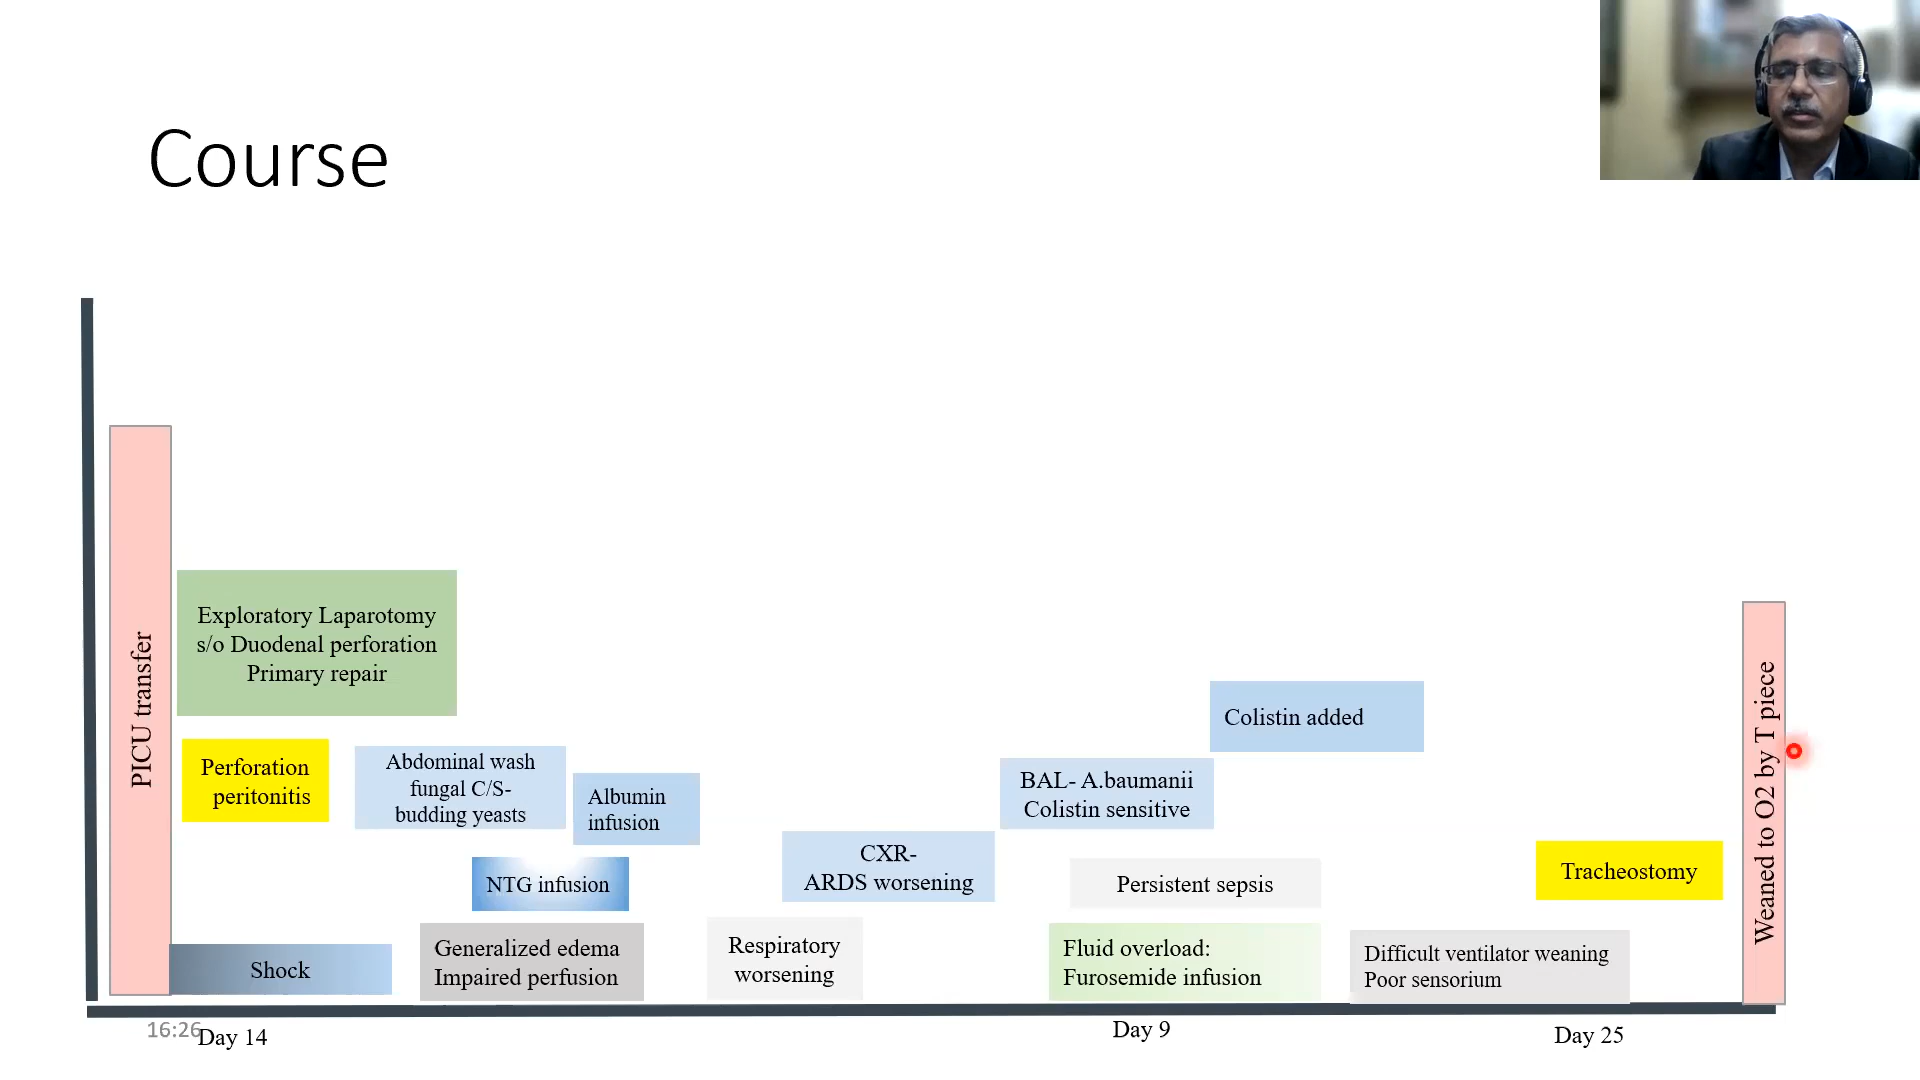 Course
PICU transfer
Exploratory Laparotomy
s/o Duodenal perforation
Primary repair
Perforation
peritonitis
Abdominal wash
fungal C/S-
budding yeasts
Albumin
infusion
NTG infusion
Shock
Generalized edema
Impaired perfusion
Respiratory
worsening
CXR-
ARDS worsening
BAL- A.baumanii
Colistin sensitive
Colistin added
Persistent sepsis
Fluid overload:
Furosemide infusion
Difficult ventilator weaning
Poor sensorium
Tracheostomy
Weaned to O2 by T piece
16:26
Day 14
Day 9
Day 25